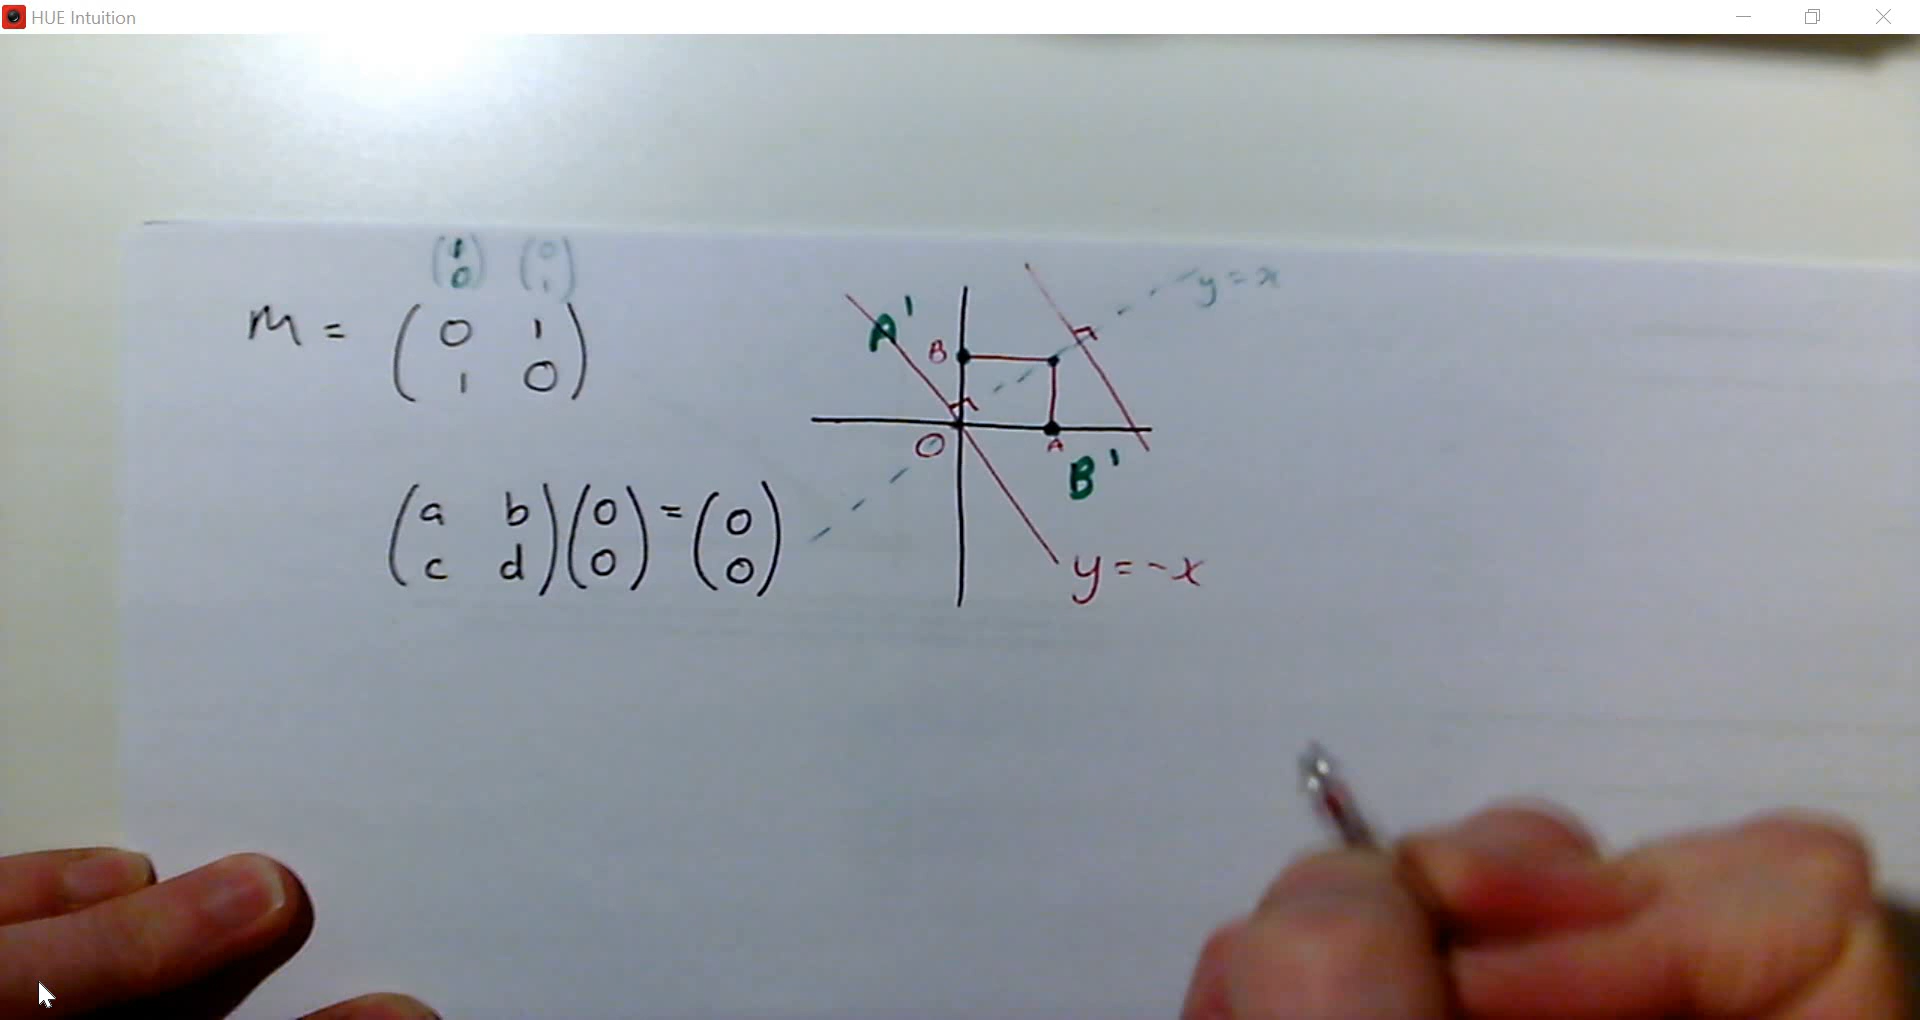 HUE Intuition
(1 0) (0 1)
M = (0 1
1 0)
(a b
c d)(0
0) = (0
0)
y = x
A'
B
O
A
B'
y = -x